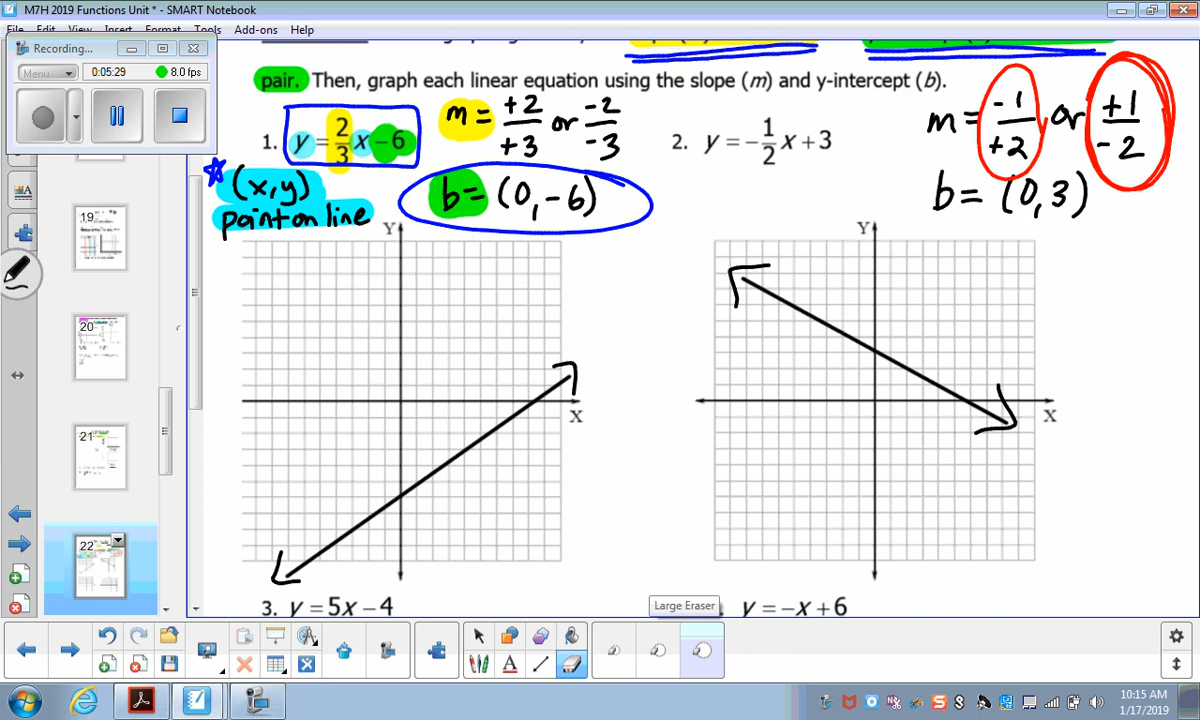 M7H 2019 Functions Unit * - SMART Notebook
File Edit View Insert Format Tools Add-ons Help
Recording...
Menu
0:05:29
8.0 fps
pair. Then, graph each linear equation using the slope (m) and y-intercept (b).
1. y = 2/3 x - 6
m = +2/+3 or -2/-3
(x,y)
point on line
b = (0, -6)
2. y = -1/2 x + 3
m = -1/+2 or +1/-2
b = (0, 3)
Y
X
Y
X
3. y = 5x - 4
y = -x + 6
Large Eraser
19
20
21
22
10:15 AM
1/17/2019